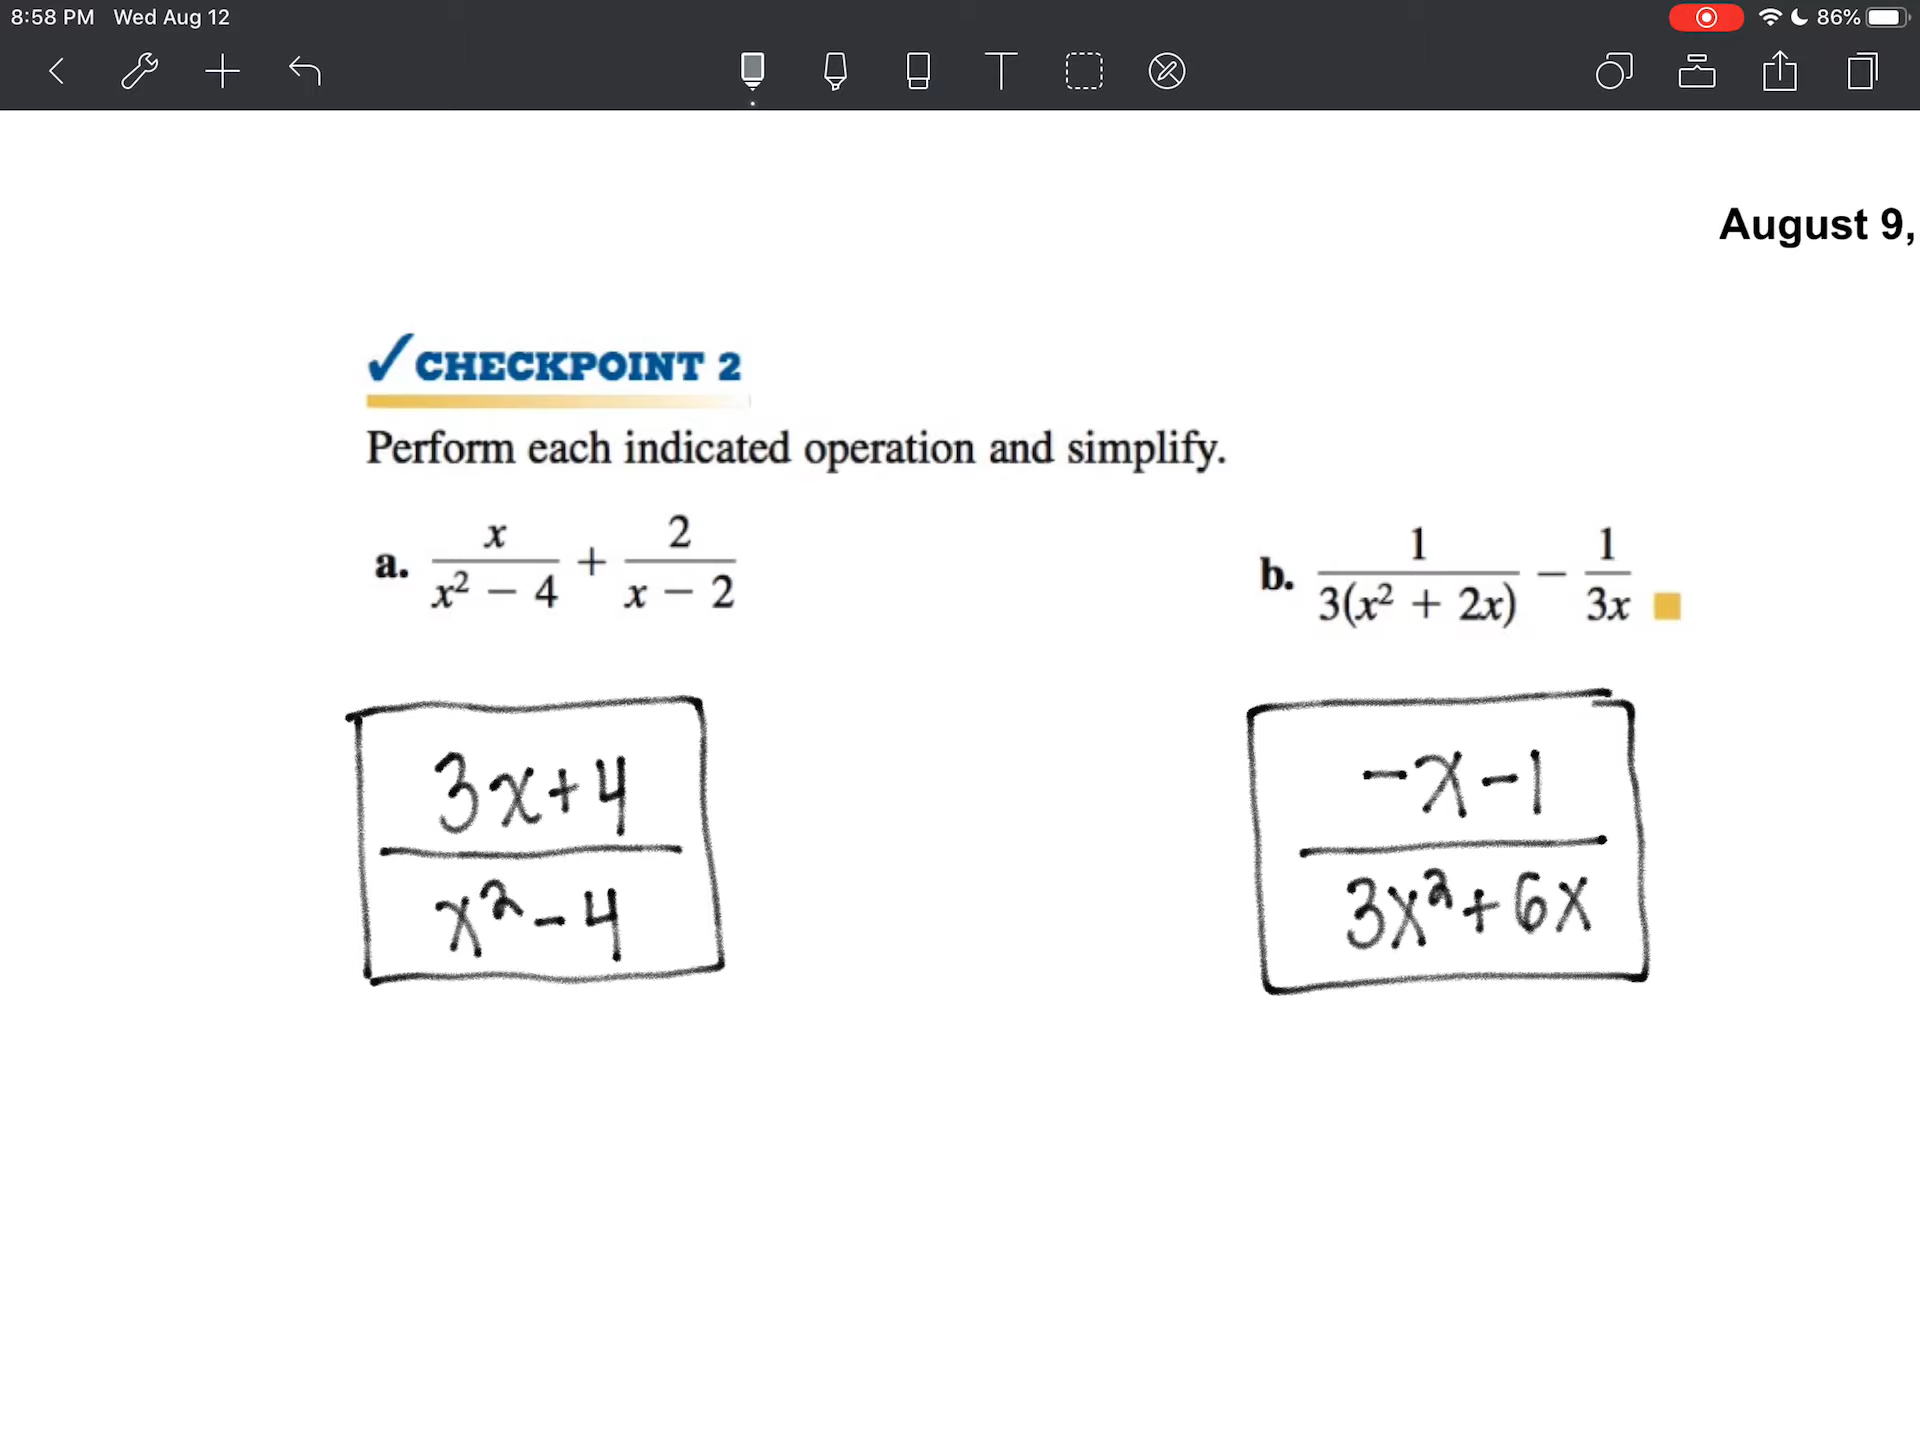 8:58 PM Wed Aug 12
86%
August 9,
✓CHECKPOINT 2
Perform each indicated operation and simplify.
a. x/(x² − 4) + 2/(x − 2)
b. 1/(3(x² + 2x)) − 1/(3x)
3x+4
x²-4
-x-1
3x²+6x